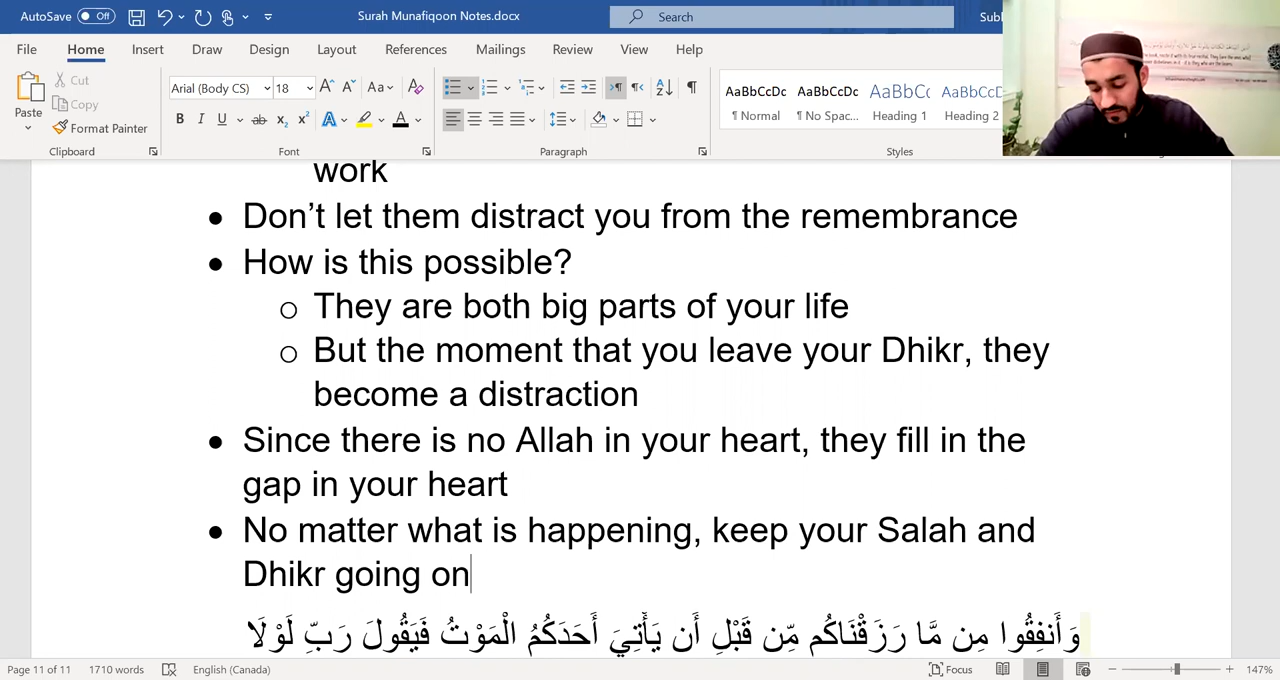 AutoSave Off Surah Munafiqoon Notes.docx Search Subl
File Home Insert Draw Design Layout References Mailings Review View Help
Cut
Copy
Paste
Format Painter
Arial (Body CS) 18 Aa
B I U ab x₂ x² A A
AaBbCcDc AaBbCcDc AaBbCc AaBbCcD
¶ Normal ¶ No Spac... Heading 1 Heading 2
Clipboard Font Paragraph Styles
work
• Don’t let them distract you from the remembrance
• How is this possible?
o They are both big parts of your life
o But the moment that you leave your Dhikr, they
become a distraction
• Since there is no Allah in your heart, they fill in the
gap in your heart
• No matter what is happening, keep your Salah and
Dhikr going on
وَأَنفِقُوا مِن مَّا رَزَقْنَاكُم مِّن قَبْلِ أَن يَأْتِيَ أَحَدَكُمُ الْمَوْتُ فَيَقُولَ رَبِّ لَوْلَا
Page 11 of 11 1710 words English (Canada) Focus 147%